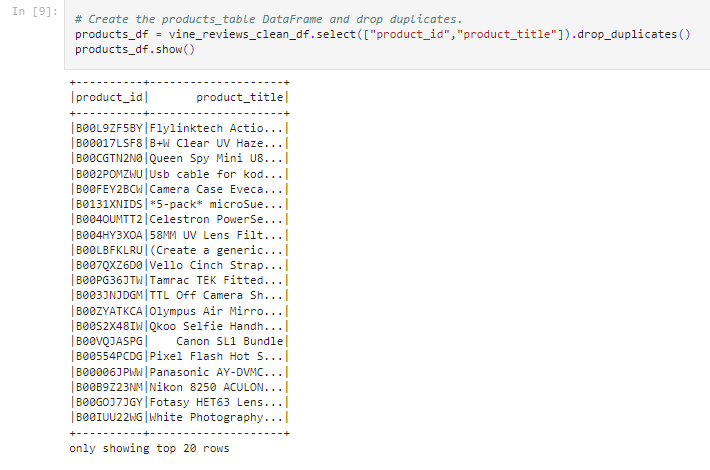 In [9]:
# Create the products_table DataFrame and drop duplicates.
products_df = vine_reviews_clean_df.select(["product_id","product_title"]).drop_duplicates()
products_df.show()
+----------+--------------------+
|product_id|       product_title|
+----------+--------------------+
|B00L9ZF5BY|Flylinktech Actio...|
|B00017LSF8|B+W Clear UV Haze...|
|B00CGTN2N0|Queen Spy Mini U8...|
|B002POMZWU|Usb cable for kod...|
|B00FEY2BCW|Camera Case Eveca...|
|B0131XNIDS|*5-pack* microSue...|
|B004OUMTT2|Celestron PowerSe...|
|B004HY3XOA|58MM UV Lens Filt...|
|B00LBFKLRU|(Create a generic...|
|B007QXZ6D0|Vello Cinch Strap...|
|B00PG36JTW|Tamrac TEK Fitted...|
|B003JNJDGM|TTL Off Camera Sh...|
|B00ZYATKCA|Olympus Air Mirro...|
|B00S2X48IW|Qkoo Selfie Handh...|
|B00VQJASPG|    Canon SL1 Bundle|
|B00554PCDG|Pixel Flash Hot S...|
|B00006JPWW|Panasonic AY-DVMC...|
|B00B9Z23NM|Nikon 8250 ACULON...|
|B00GOJ7JGY|Fotasy HET63 Lens...|
|B00IUU22WG|White Photography...|
+----------+--------------------+
only showing top 20 rows